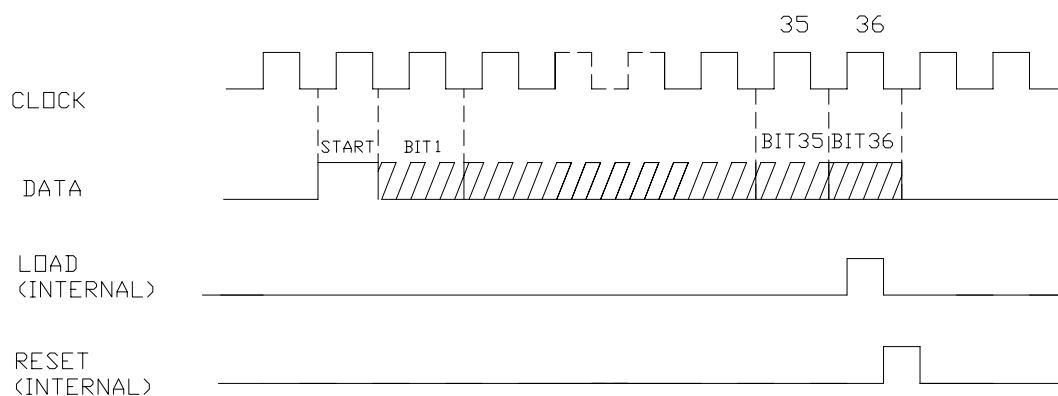 35 36
CLOCK
START BIT1 BIT35 BIT36
DATA
LOAD
(INTERNAL)
RESET
(INTERNAL)